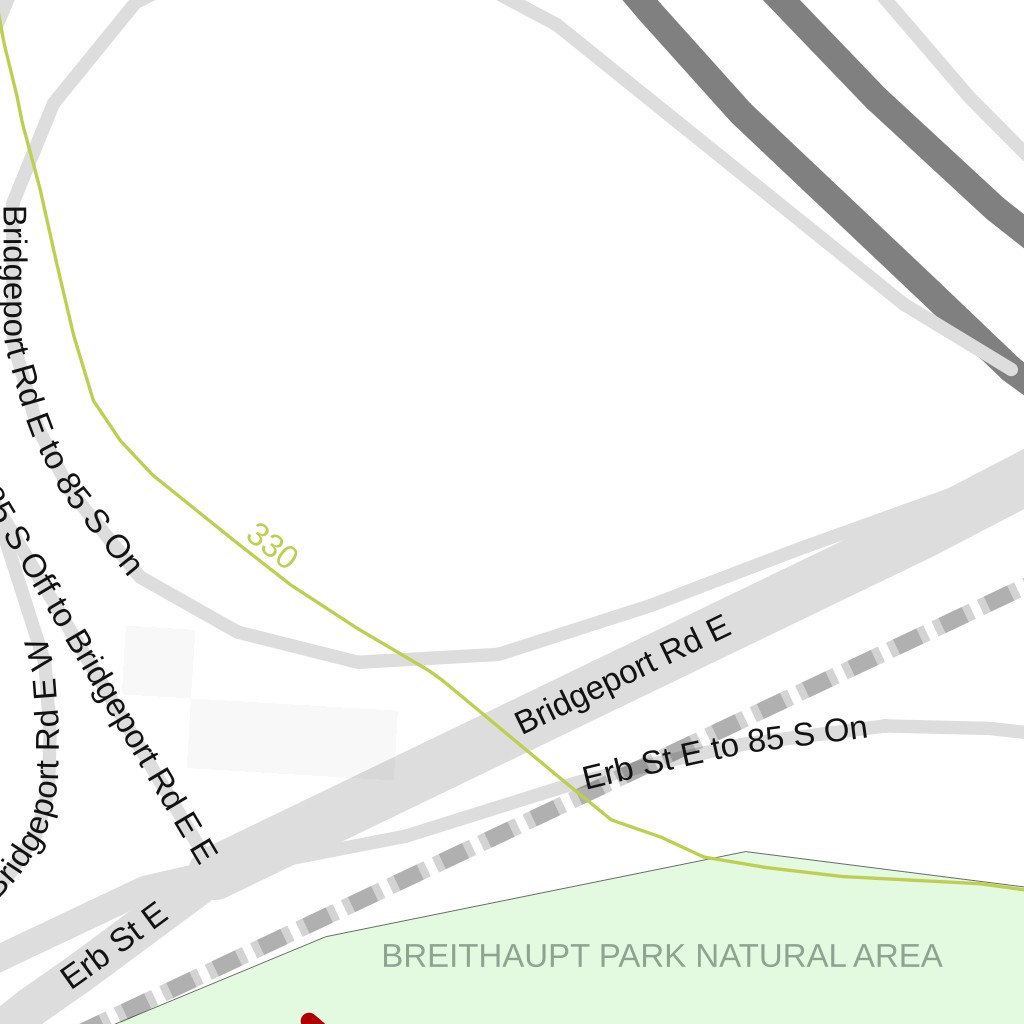 Bridgeport Rd E to 85 S On
330
85 S Off to Bridgeport Rd E E
Bridgeport Rd E W
Bridgeport Rd E
Erb St E to 85 S On
Erb St E
BREITHAUPT PARK NATURAL AREA